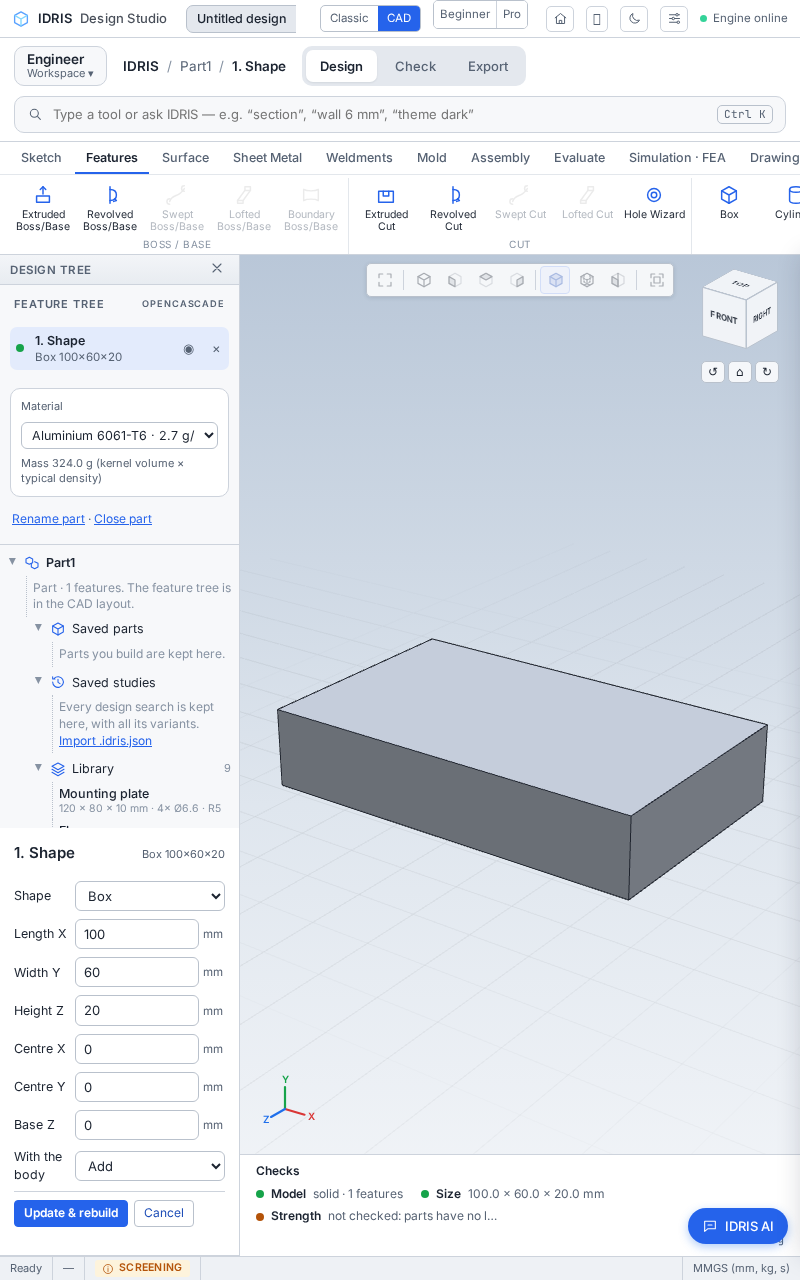 IDRIS Design Studio
Untitled design
Classic CAD
Beginner Pro
Engine online
Engineer
Workspace ▾
IDRIS / Part1 / 1. Shape
Design Check Export
Type a tool or ask IDRIS — e.g. “section”, “wall 6 mm”, “theme dark”
Ctrl K
Sketch Features Surface Sheet Metal Weldments Mold Assembly Evaluate Simulation · FEA Drawing
Extruded Boss/Base
Revolved Boss/Base
Swept Boss/Base
Lofted Boss/Base
Boundary Boss/Base
BOSS / BASE
Extruded Cut
Revolved Cut
Swept Cut
Lofted Cut
Hole Wizard
CUT
Box
DESIGN TREE
FEATURE TREE OPENCASCADE
1. Shape
Box 100×60×20
Material
Aluminium 6061-T6 · 2.7 g/
Mass 324.0 g (kernel volume ×
typical density)
Rename part · Close part
Part1
Part · 1 features. The feature tree is
in the CAD layout.
Saved parts
Parts you build are kept here.
Saved studies
Every design search is kept
here, with all its variants.
Import .idris.json
Library 9
Mounting plate
120 × 80 × 10 mm · 4× Ø6.6 · R5
1. Shape Box 100×60×20
Shape Box
Length X 100 mm
Width Y 60 mm
Height Z 20 mm
Centre X 0 mm
Centre Y 0 mm
Base Z 0 mm
With the body Add
Update & rebuild Cancel
TOP
FRONT
RIGHT
Y
X
Z
Checks
Model solid · 1 features
Size 100.0 × 60.0 × 20.0 mm
Strength not checked: parts have no l…
IDRIS AI
Ready — SCREENING MMGS (mm, kg, s)